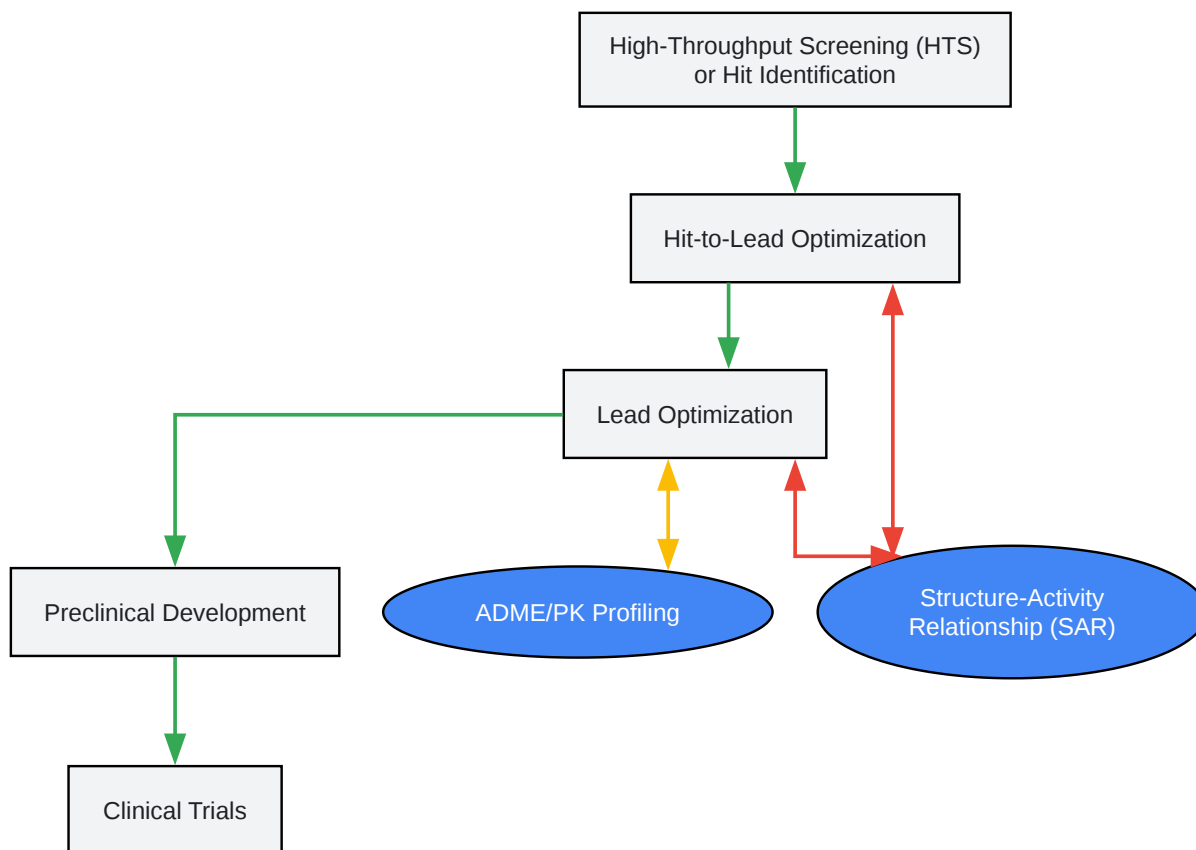 High-Throughput Screening (HTS)
or Hit Identification
Hit-to-Lead Optimization
Lead Optimization
Preclinical Development
ADME/PK Profiling
Structure-Activity
Relationship (SAR)
Clinical Trials